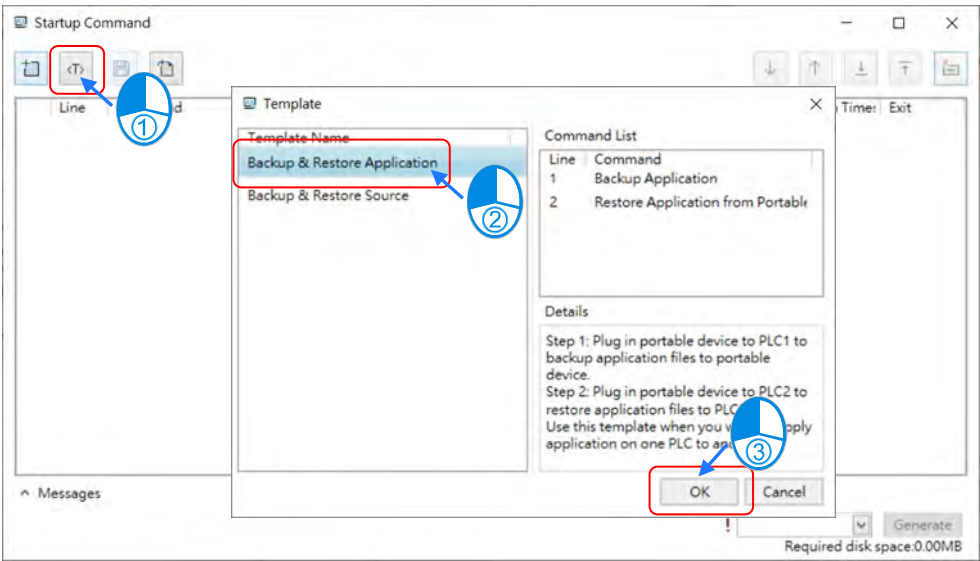 Startup Command
<T>
①
Line
d
Time: Exit
Template
Template Name
Backup & Restore Application
Backup & Restore Source
②
Command List
Line Command
1 Backup Application
2 Restore Application from Portable
Details
Step 1: Plug in portable device to PLC1 to
backup application files to portable
device.
Step 2: Plug in portable device to PLC2 to
restore application files to PLC
Use this template when you
application on one PLC to
③
OK Cancel
Messages
!
Generate
Required disk space:0.00MB